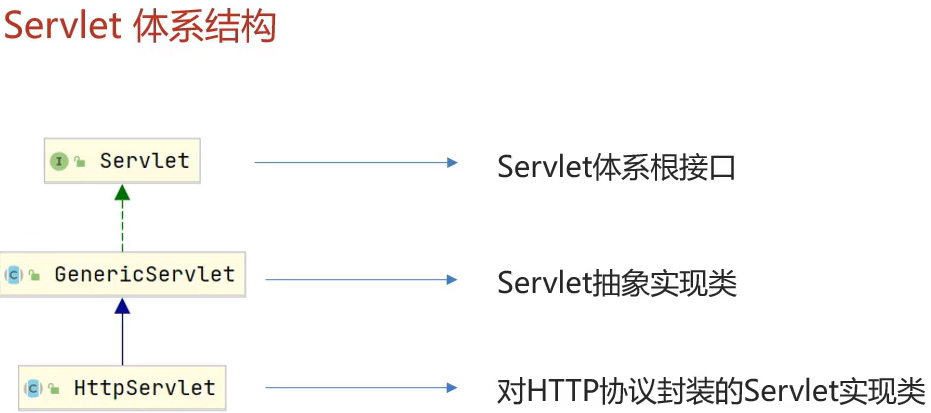 Servlet 体系结构
I Servlet
Servlet体系根接口
C GenericServlet
Servlet抽象实现类
C HttpServlet
对HTTP协议封装的Servlet实现类